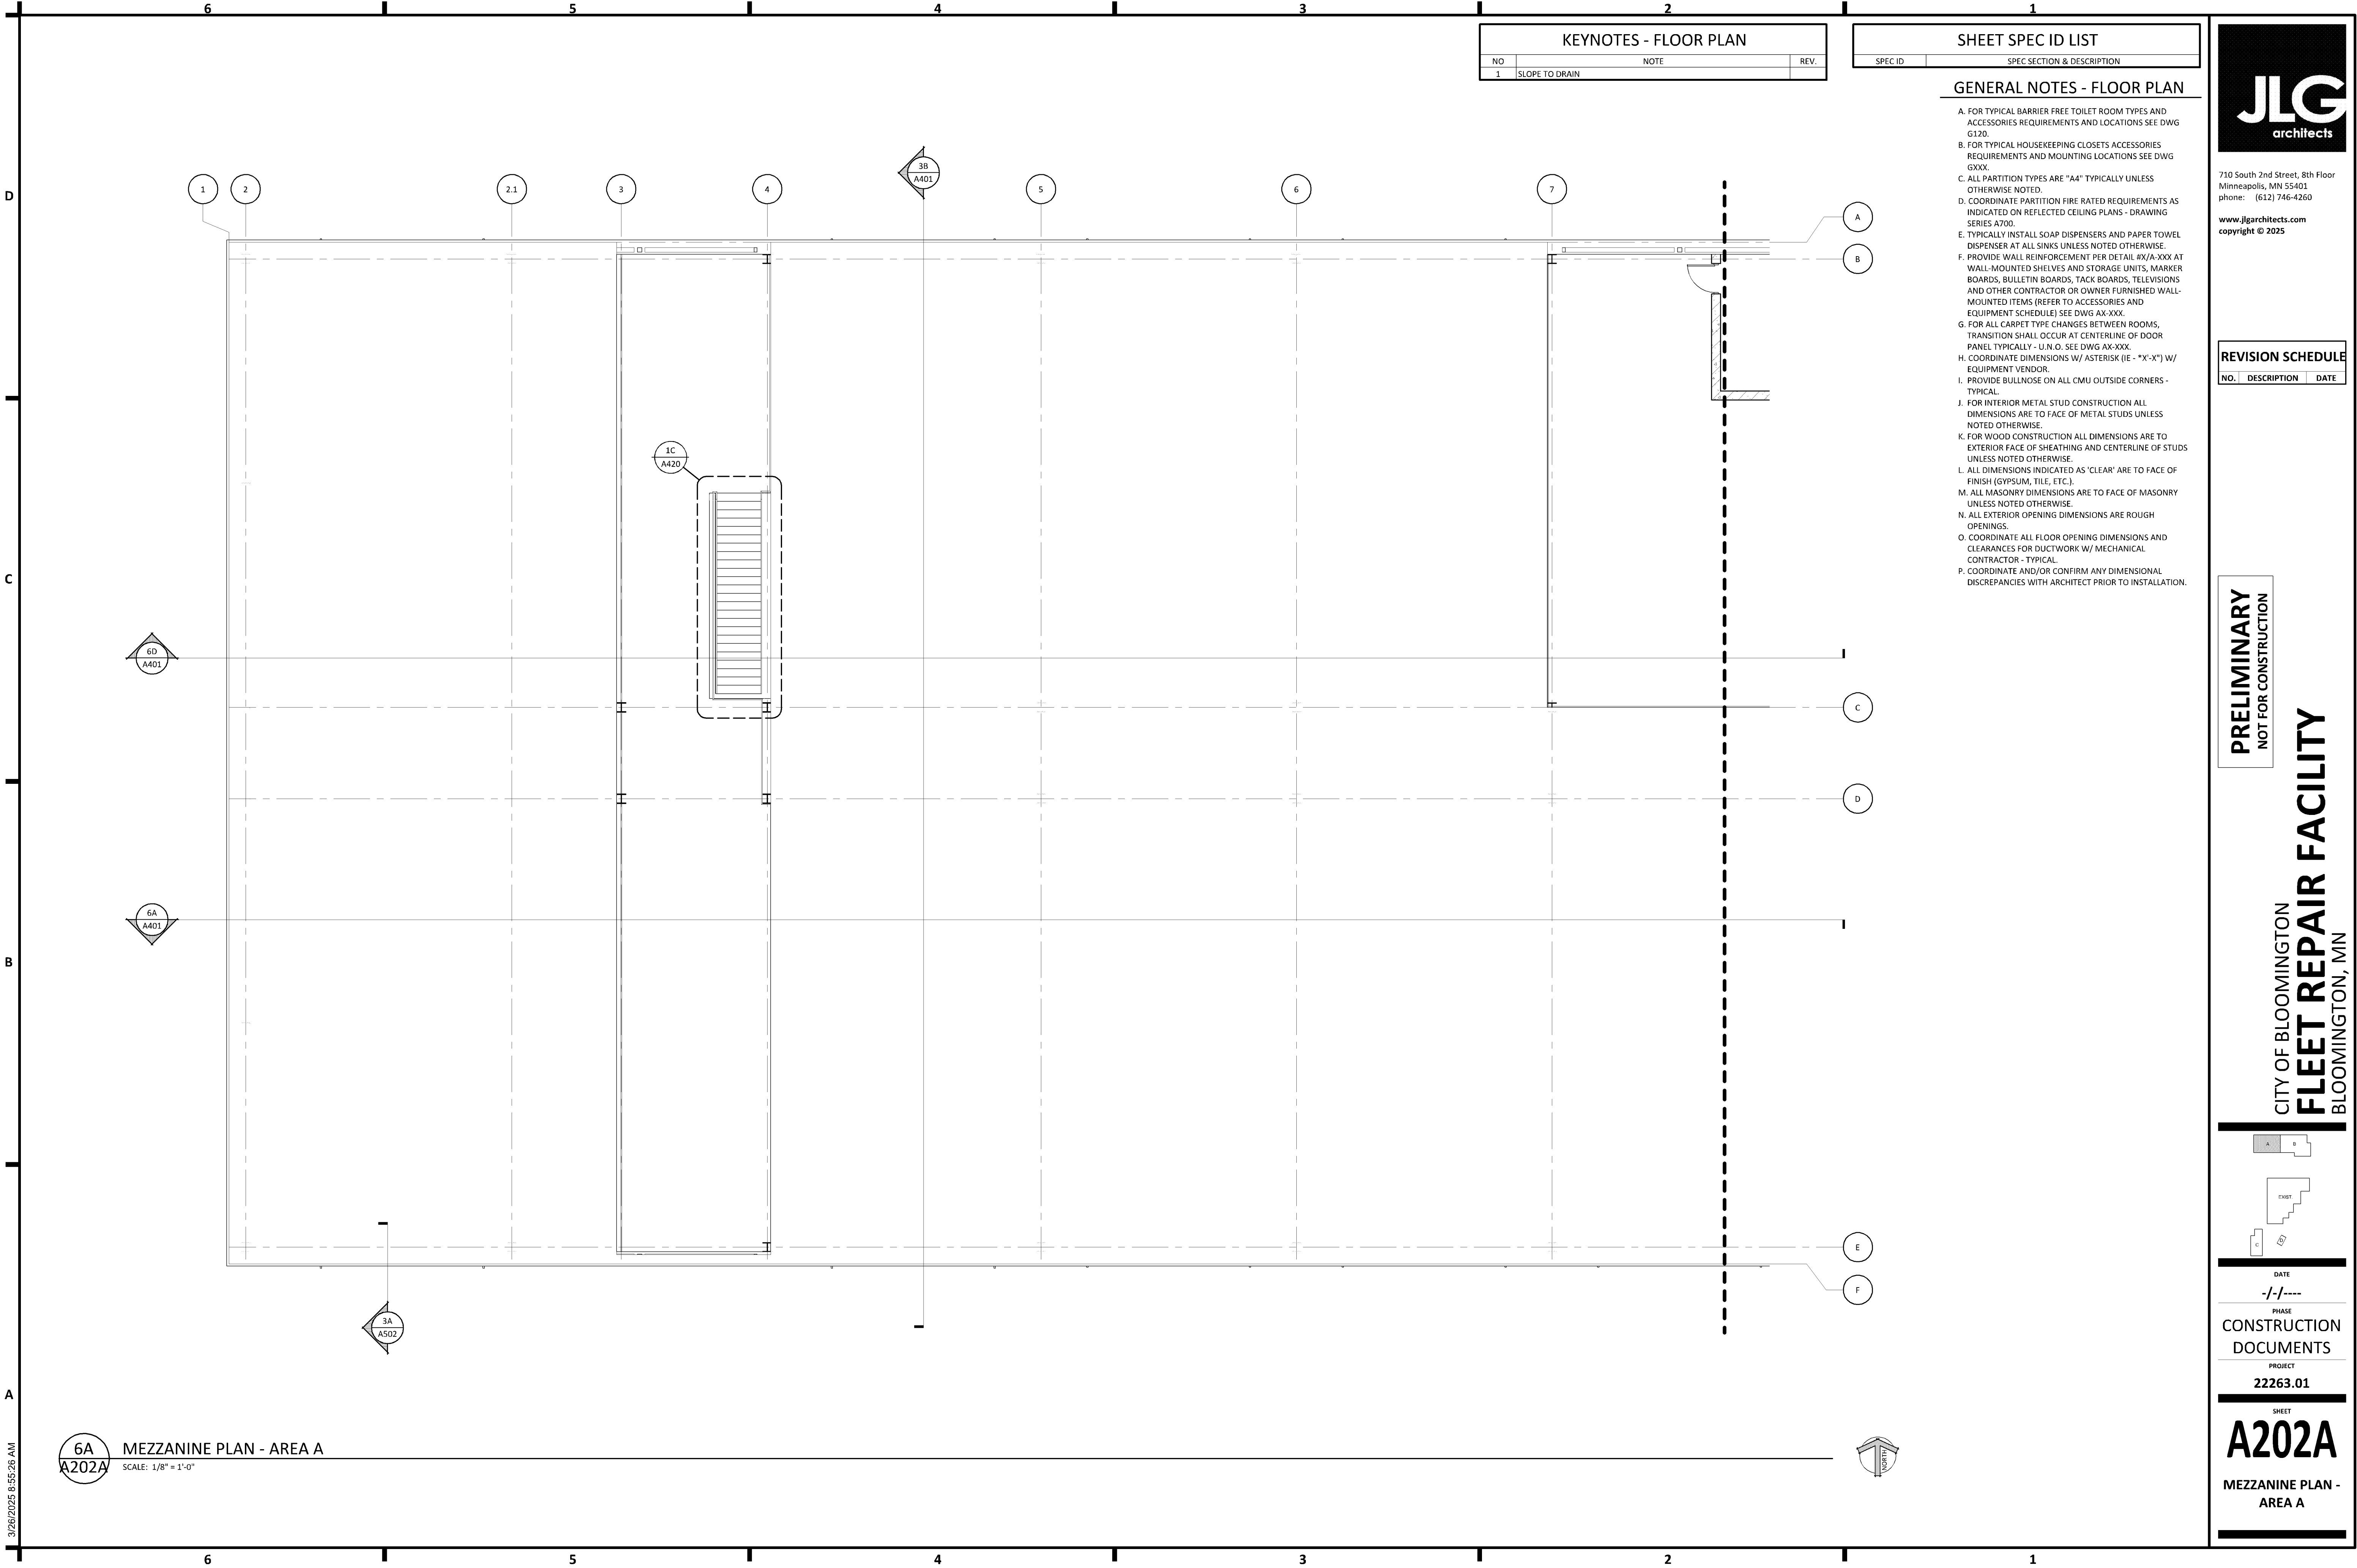 6 5 4 3 2 1
KEYNOTES - FLOOR PLAN
NO NOTE REV.
1 SLOPE TO DRAIN
SHEET SPEC ID LIST
SPEC ID SPEC SECTION & DESCRIPTION
GENERAL NOTES - FLOOR PLAN
A. FOR TYPICAL BARRIER FREE TOILET ROOM TYPES AND
ACCESSORIES REQUIREMENTS AND LOCATIONS SEE DWG
G120.
B. FOR TYPICAL HOUSEKEEPING CLOSETS ACCESSORIES
REQUIREMENTS AND MOUNTING LOCATIONS SEE DWG
GXXX.
C. ALL PARTITION TYPES ARE "A4" TYPICALLY UNLESS
OTHERWISE NOTED.
D. COORDINATE PARTITION FIRE RATED REQUIREMENTS AS
INDICATED ON REFLECTED CEILING PLANS - DRAWING
SERIES A700.
E. TYPICALLY INSTALL SOAP DISPENSERS AND PAPER TOWEL
DISPENSER AT ALL SINKS UNLESS NOTED OTHERWISE.
F. PROVIDE WALL REINFORCEMENT PER DETAIL #X/A-XXX AT
WALL-MOUNTED SHELVES AND STORAGE UNITS, MARKER
BOARDS, BULLETIN BOARDS, TACK BOARDS, TELEVISIONS
AND OTHER CONTRACTOR OR OWNER FURNISHED WALL-
MOUNTED ITEMS (REFER TO ACCESSORIES AND
EQUIPMENT SCHEDULE) SEE DWG AX-XXX.
G. FOR ALL CARPET TYPE CHANGES BETWEEN ROOMS,
TRANSITION SHALL OCCUR AT CENTERLINE OF DOOR
PANEL TYPICALLY - U.N.O. SEE DWG AX-XXX.
H. COORDINATE DIMENSIONS W/ ASTERISK (IE - *X'-X") W/
EQUIPMENT VENDOR.
I. PROVIDE BULLNOSE ON ALL CMU OUTSIDE CORNERS -
TYPICAL.
J. FOR INTERIOR METAL STUD CONSTRUCTION ALL
DIMENSIONS ARE TO FACE OF METAL STUDS UNLESS
NOTED OTHERWISE.
K. FOR WOOD CONSTRUCTION ALL DIMENSIONS ARE TO
EXTERIOR FACE OF SHEATHING AND CENTERLINE OF STUDS
UNLESS NOTED OTHERWISE.
L. ALL DIMENSIONS INDICATED AS 'CLEAR' ARE TO FACE OF
FINISH (GYPSUM, TILE, ETC.).
M. ALL MASONRY DIMENSIONS ARE TO FACE OF MASONRY
UNLESS NOTED OTHERWISE.
N. ALL EXTERIOR OPENING DIMENSIONS ARE ROUGH
OPENINGS.
O. COORDINATE ALL FLOOR OPENING DIMENSIONS AND
CLEARANCES FOR DUCTWORK W/ MECHANICAL
CONTRACTOR - TYPICAL.
P. COORDINATE AND/OR CONFIRM ANY DIMENSIONAL
DISCREPANCIES WITH ARCHITECT PRIOR TO INSTALLATION.
D
C
B
A
3B
A401
1 2 2.1 3 4 5 6 7
A
B
1C
A420
6D
A401
C
D
6A
A401
E
F
3A
A502
6A
A202A
MEZZANINE PLAN - AREA A
SCALE: 1/8" = 1'-0"
NORTH
3/26/2025 8:55:26 AM
6 5 4 3 2 1
JLG
architects
710 South 2nd Street, 8th Floor
Minneapolis, MN 55401
phone: (612) 746-4260
www.jlgarchitects.com
copyright © 2025
REVISION SCHEDULE
NO. DESCRIPTION DATE
PRELIMINARY
NOT FOR CONSTRUCTION
CITY OF BLOOMINGTON
FLEET REPAIR FACILITY
BLOOMINGTON, MN
A B
EXIST.
C D
DATE
-/-/----
PHASE
CONSTRUCTION
DOCUMENTS
PROJECT
22263.01
SHEET
A202A
MEZZANINE PLAN -
AREA A